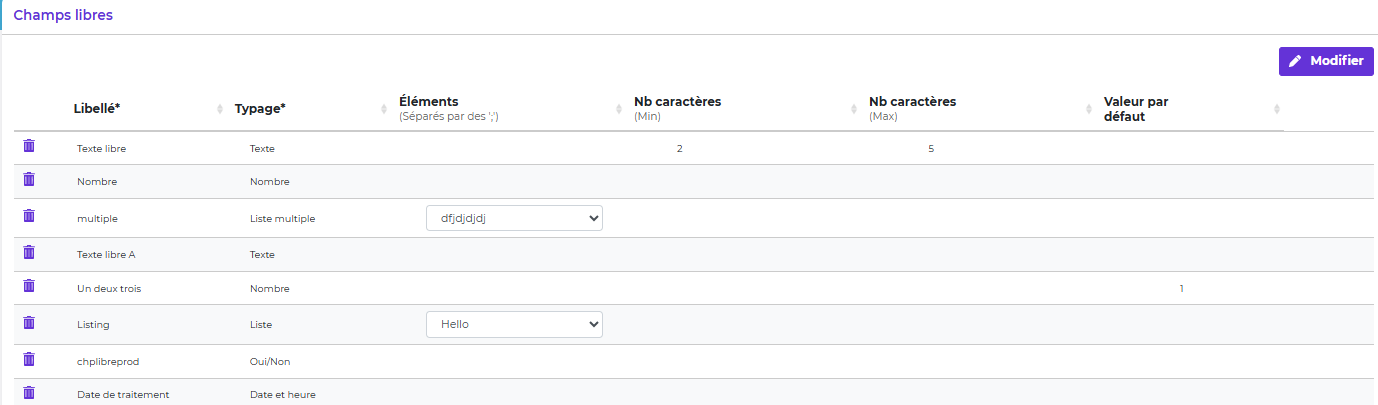 Champs libres
Modifier
Libellé* Typage* Éléments Nb caractères Nb caractères Valeur par
(Séparés par des ';') (Min) (Max) défaut
Texte libre Texte 2 5
Nombre Nombre
multiple Liste multiple dfjdjdjdj
Texte libre A Texte
Un deux trois Nombre 1
Listing Liste Hello
chplibreprod Oui/Non
Date de traitement Date et heure